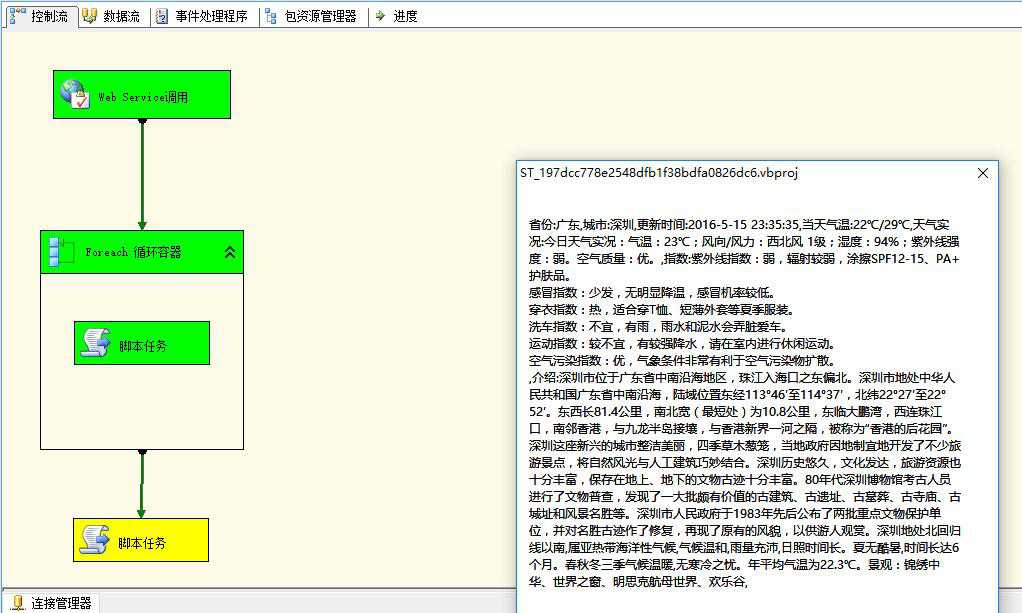 控制流 数据流 事件处理程序 包资源管理器 进度
Web Service调用
Foreach 循环容器
脚本任务
脚本任务
连接管理器
ST_197dcc778e2548dfb1f38bdfa0826dc6.vbproj
省份:广东,城市:深圳,更新时间:2016-5-15 23:35:35,当天气温:22℃/29℃,天气实
况:今日天气实况：气温：23℃；风向/风力：西北风 1级；湿度：94%；紫外线强
度：弱。空气质量：优。,指数:紫外线指数：弱，辐射较弱，涂擦SPF12-15、PA+
护肤品。
感冒指数：少发，无明显降温，感冒机率较低。
穿衣指数：热，适合穿T恤、短薄外套等夏季服装。
洗车指数：不宜，有雨，雨水和泥水会弄脏爱车。
运动指数：较不宜，有较强降水，请在室内进行休闲运动。
空气污染指数：优，气象条件非常有利于空气污染物扩散。
,介绍:深圳市位于广东省中南沿海地区，珠江入海口之东偏北。深圳市地处中华人
民共和国广东省中南沿海，陆域位置东经113°46′至114°37′，北纬22°27′至22°
52′。东西长81.4公里，南北宽（最短处）为10.8公里，东临大鹏湾，西连珠江
口，南邻香港，与九龙半岛接壤，与香港新界一河之隔，被称为“香港的后花园”。
深圳这座新兴的城市整洁美丽，四季草木葱笼，当地政府因地制宜地开发了不少旅
游景点，将自然风光与人工建筑巧妙结合。深圳历史悠久，文化发达，旅游资源也
十分丰富，保存在地上、地下的文物古迹十分丰富。80年代深圳博物馆考古人员
进行了文物普查，发现了一大批颇有价值的古建筑、古遗址、古墓葬、古寺庙、古
城址和风景名胜等。深圳市人民政府于1983年先后公布了两批重点文物保护单
位，并对名胜古迹作了修复，再现了原有的风貌，以供游人观赏。深圳地处北回归
线以南,属亚热带海洋性气候,气候温和,雨量充沛,日照时间长。夏无酷暑,时间长达6
个月。春秋冬三季气候温暖,无寒冷之忧。年平均气温为22.3℃。景观：锦绣中
华、世界之窗、明思克航母世界、欢乐谷,